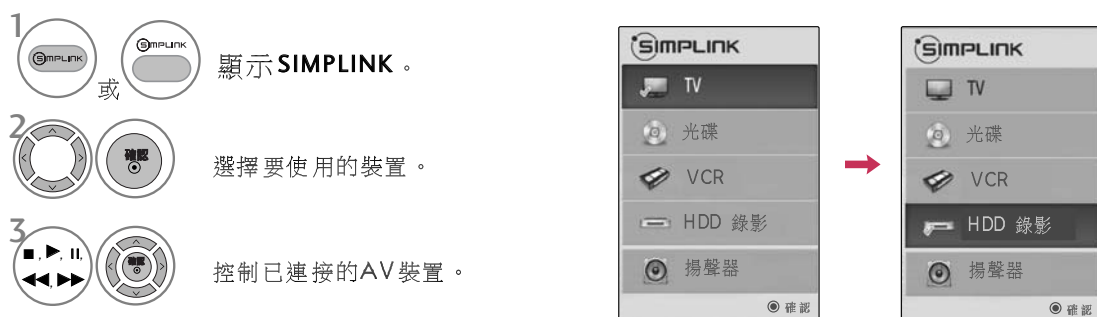 1
SIMPLINK
或
SIMPLINK
顯示SIMPLINK。
2
確認
選擇要使用的裝置。
3
■ , ▶, II, ◀◀, ▶▶
確認
控制已連接的AV裝置。
SIMPLINK
TV
光碟
VCR
HDD 錄影
揚聲器
◉ 確認
SIMPLINK
TV
光碟
VCR
HDD 錄影
揚聲器
◉ 確認